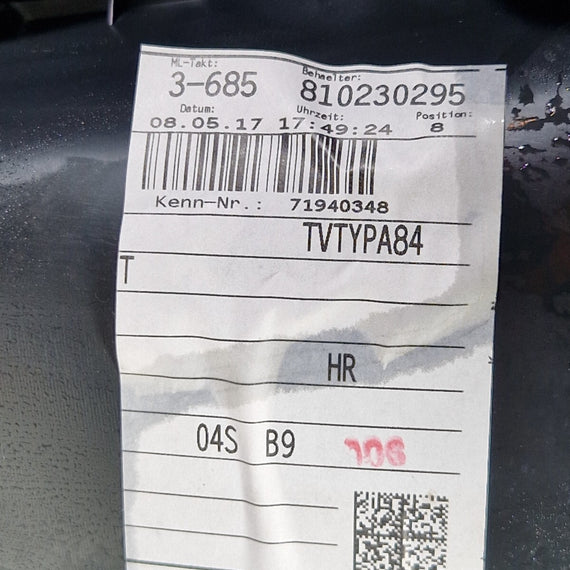 ML-Takt: Behaelter:
3-685 810230295
Datum: Uhrzeit: Position:
08.05.17 17:49:24 8
Kenn-Nr.: 71940348
TVTYPA84
T
HR
04S B9